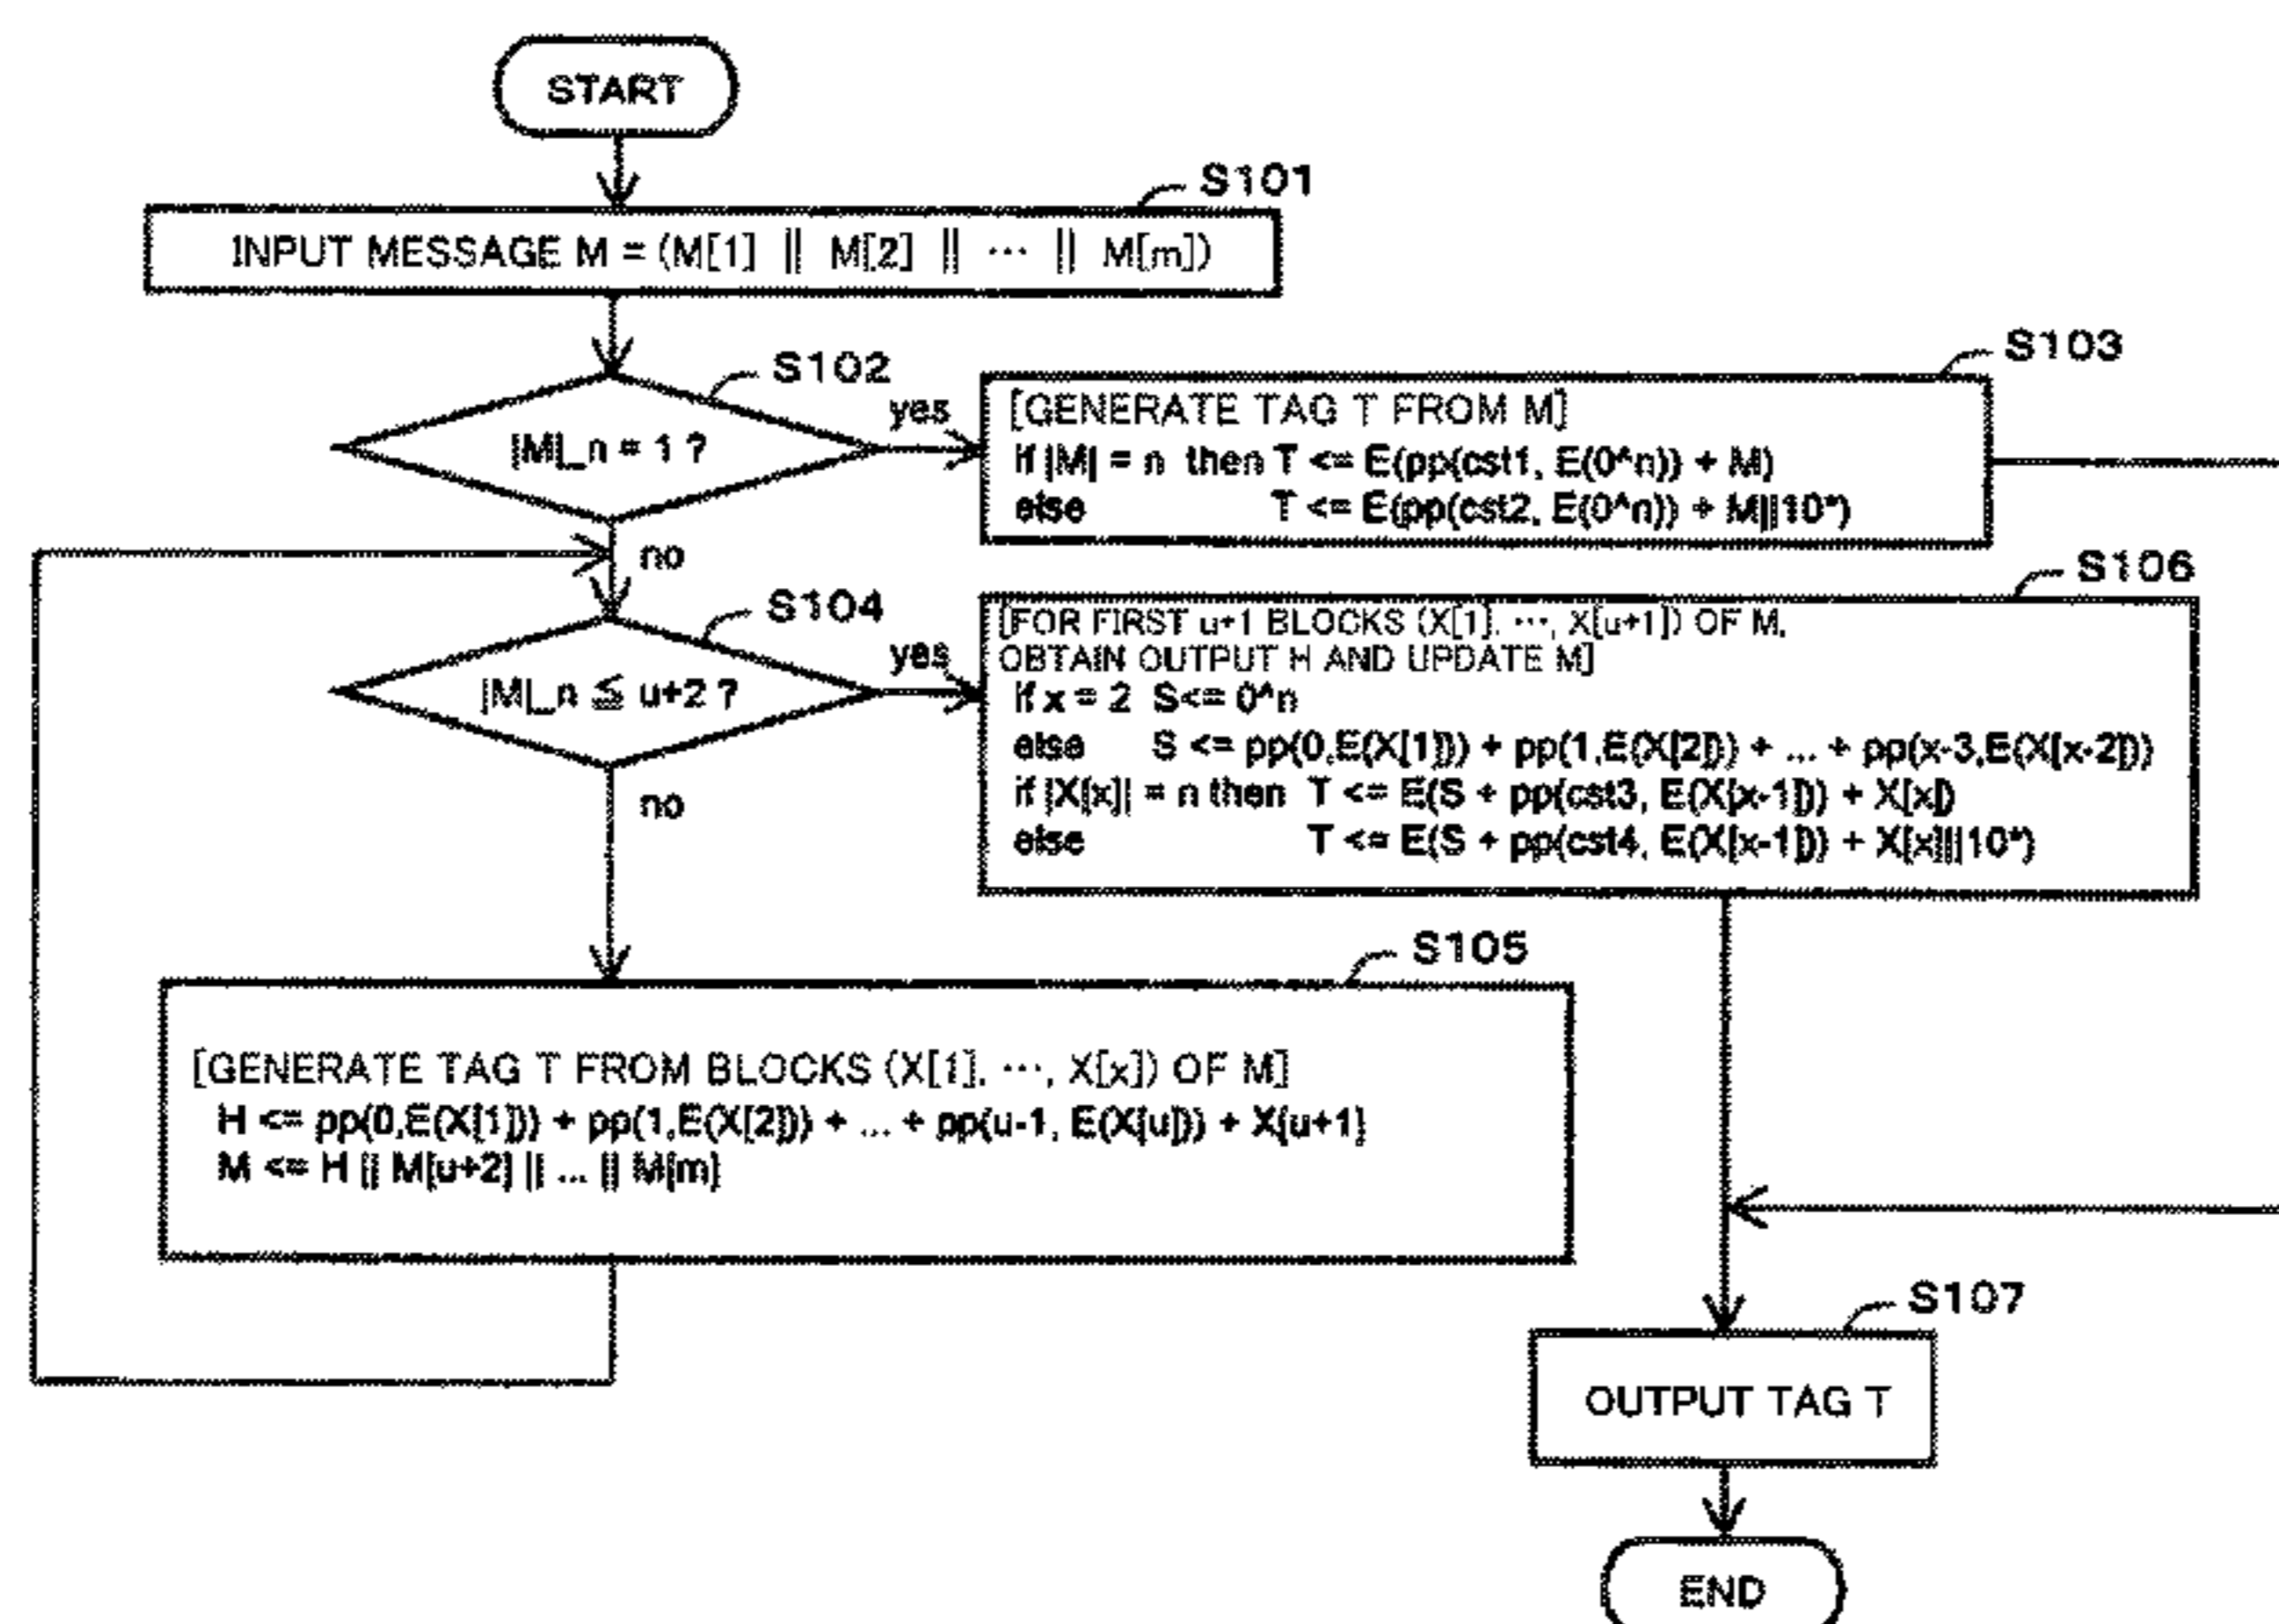 START
S101
INPUT MESSAGE M = (M[1] || M[2] || ··· || M[m])
S102
|M|_n = 1 ?
yes
no
S103
[GENERATE TAG T FROM M]
if |M| = n then T <= E(pp(cst1, E(0^n)) + M)
else T <= E(pp(cst2, E(0^n)) + M||10*)
S104
|M|_n ≦ u+2 ?
yes
no
S106
[FOR FIRST u+1 BLOCKS (X[1], ···, X[u+1]) OF M,
OBTAIN OUTPUT H AND UPDATE M]
if x = 2 S<= 0^n
else S <= pp(0,E(X[1])) + pp(1,E(X[2])) + ... + pp(x-3,E(X[x-2]))
if |X[x]| = n then T <= E(S + pp(cst3, E(X[x-1])) + X[x])
else T <= E(S + pp(cst4, E(X[x-1])) + X[x]||10*)
S105
[GENERATE TAG T FROM BLOCKS (X[1], ···, X[x]) OF M]
H <= pp(0,E(X[1])) + pp(1,E(X[2])) + ... + pp(u-1, E(X[u])) + X[u+1]
M <= H || M[u+2] || ... || M[m]
S107
OUTPUT TAG T
END